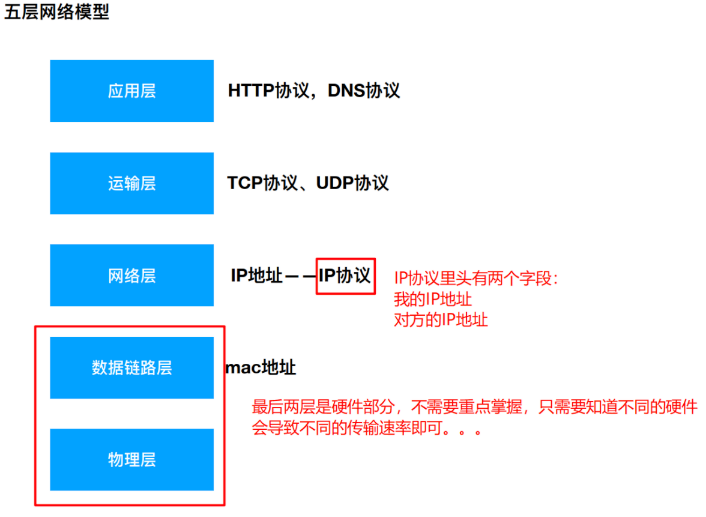 五层网络模型
应用层
HTTP协议，DNS协议
运输层
TCP协议、UDP协议
网络层
IP地址——IP协议
IP协议里头有两个字段：
我的IP地址
对方的IP地址
数据链路层
mac地址
最后两层是硬件部分，不需要重点掌握，只需要知道不同的硬件
会导致不同的传输速率即可。。。
物理层